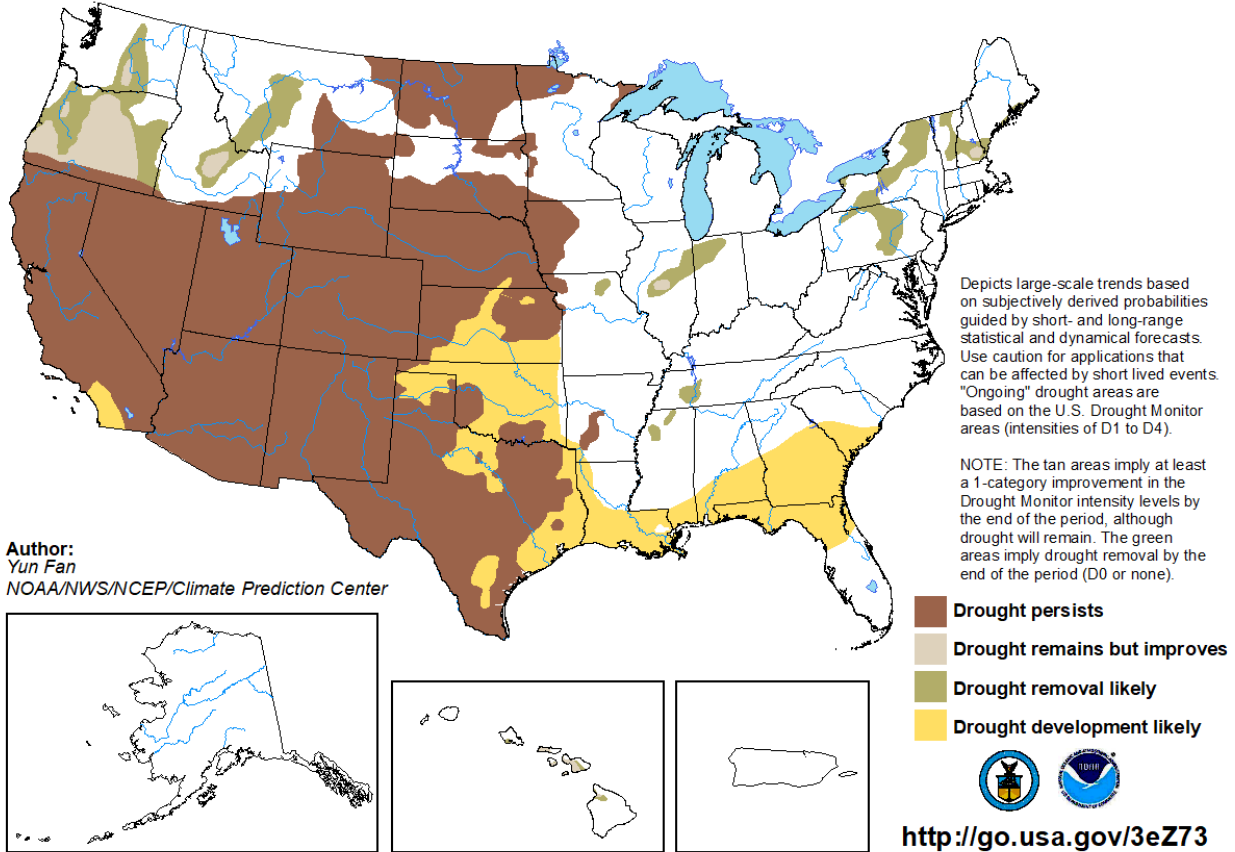 Depicts large-scale trends based
on subjectively derived probabilities
guided by short- and long-range
statistical and dynamical forecasts.
Use caution for applications that
can be affected by short lived events.
"Ongoing" drought areas are
based on the U.S. Drought Monitor
areas (intensities of D1 to D4).
NOTE: The tan areas imply at least
a 1-category improvement in the
Drought Monitor intensity levels by
the end of the period, although
drought will remain. The green
areas imply drought removal by the
end of the period (D0 or none).
Author:
Yun Fan
NOAA/NWS/NCEP/Climate Prediction Center
Drought persists
Drought remains but improves
Drought removal likely
Drought development likely
http://go.usa.gov/3eZ73